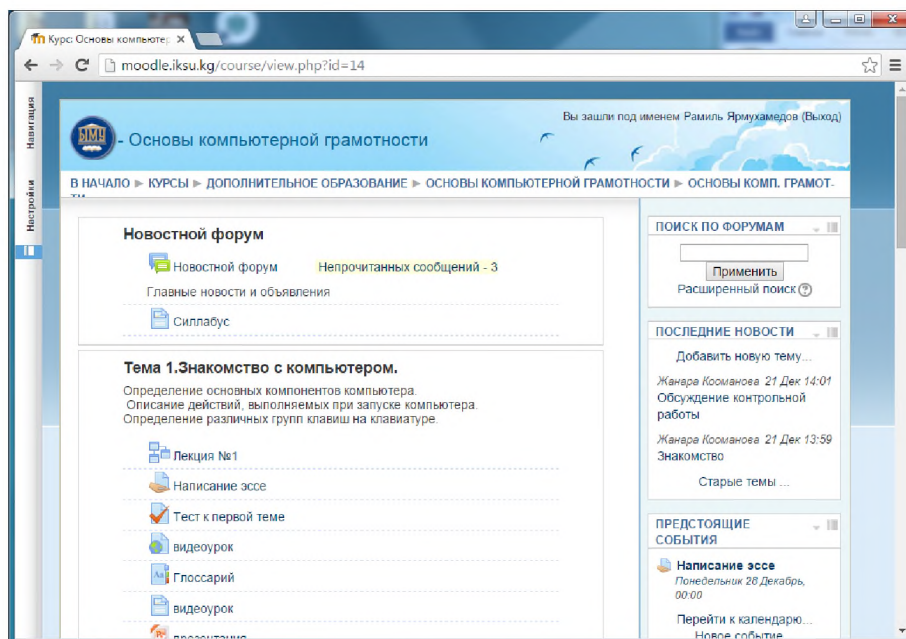 Курс: Основы компьютер
moodle.iksu.kg/course/view.php?id=14
Навигация
Настройки
Вы зашли под именем Рамиль Ярмухамедов (Выход)
- Основы компьютерной грамотности
В НАЧАЛО ► КУРСЫ ► ДОПОЛНИТЕЛЬНОЕ ОБРАЗОВАНИЕ ► ОСНОВЫ КОМПЬЮТЕРНОЙ ГРАМОТНОСТИ ► ОСНОВЫ КОМП. ГРАМОТ-
ТИ
Новостной форум
Новостной форум Непрочитанных сообщений - 3
Главные новости и объявления
Силлабус
Тема 1.Знакомство с компьютером.
Определение основных компонентов компьютера.
Описание действий, выполняемых при запуске компьютера.
Определение различных групп клавиш на клавиатуре.
Лекция №1
Написание эссе
Тест к первой теме
видеоурок
Глоссарий
видеоурок
презентация
ПОИСК ПО ФОРУМАМ
Применить
Расширенный поиск
ПОСЛЕДНИЕ НОВОСТИ
Добавить новую тему...
Жанара Кооманова 21 Дек 14:01
Обсуждение контрольной
работы
Жанара Кооманова 21 Дек 13:59
Знакомство
Старые темы ...
ПРЕДСТОЯЩИЕ
СОБЫТИЯ
Написание эссе
Понедельник 28 Декабрь,
00:00
Перейти к календарю...
Новое событие